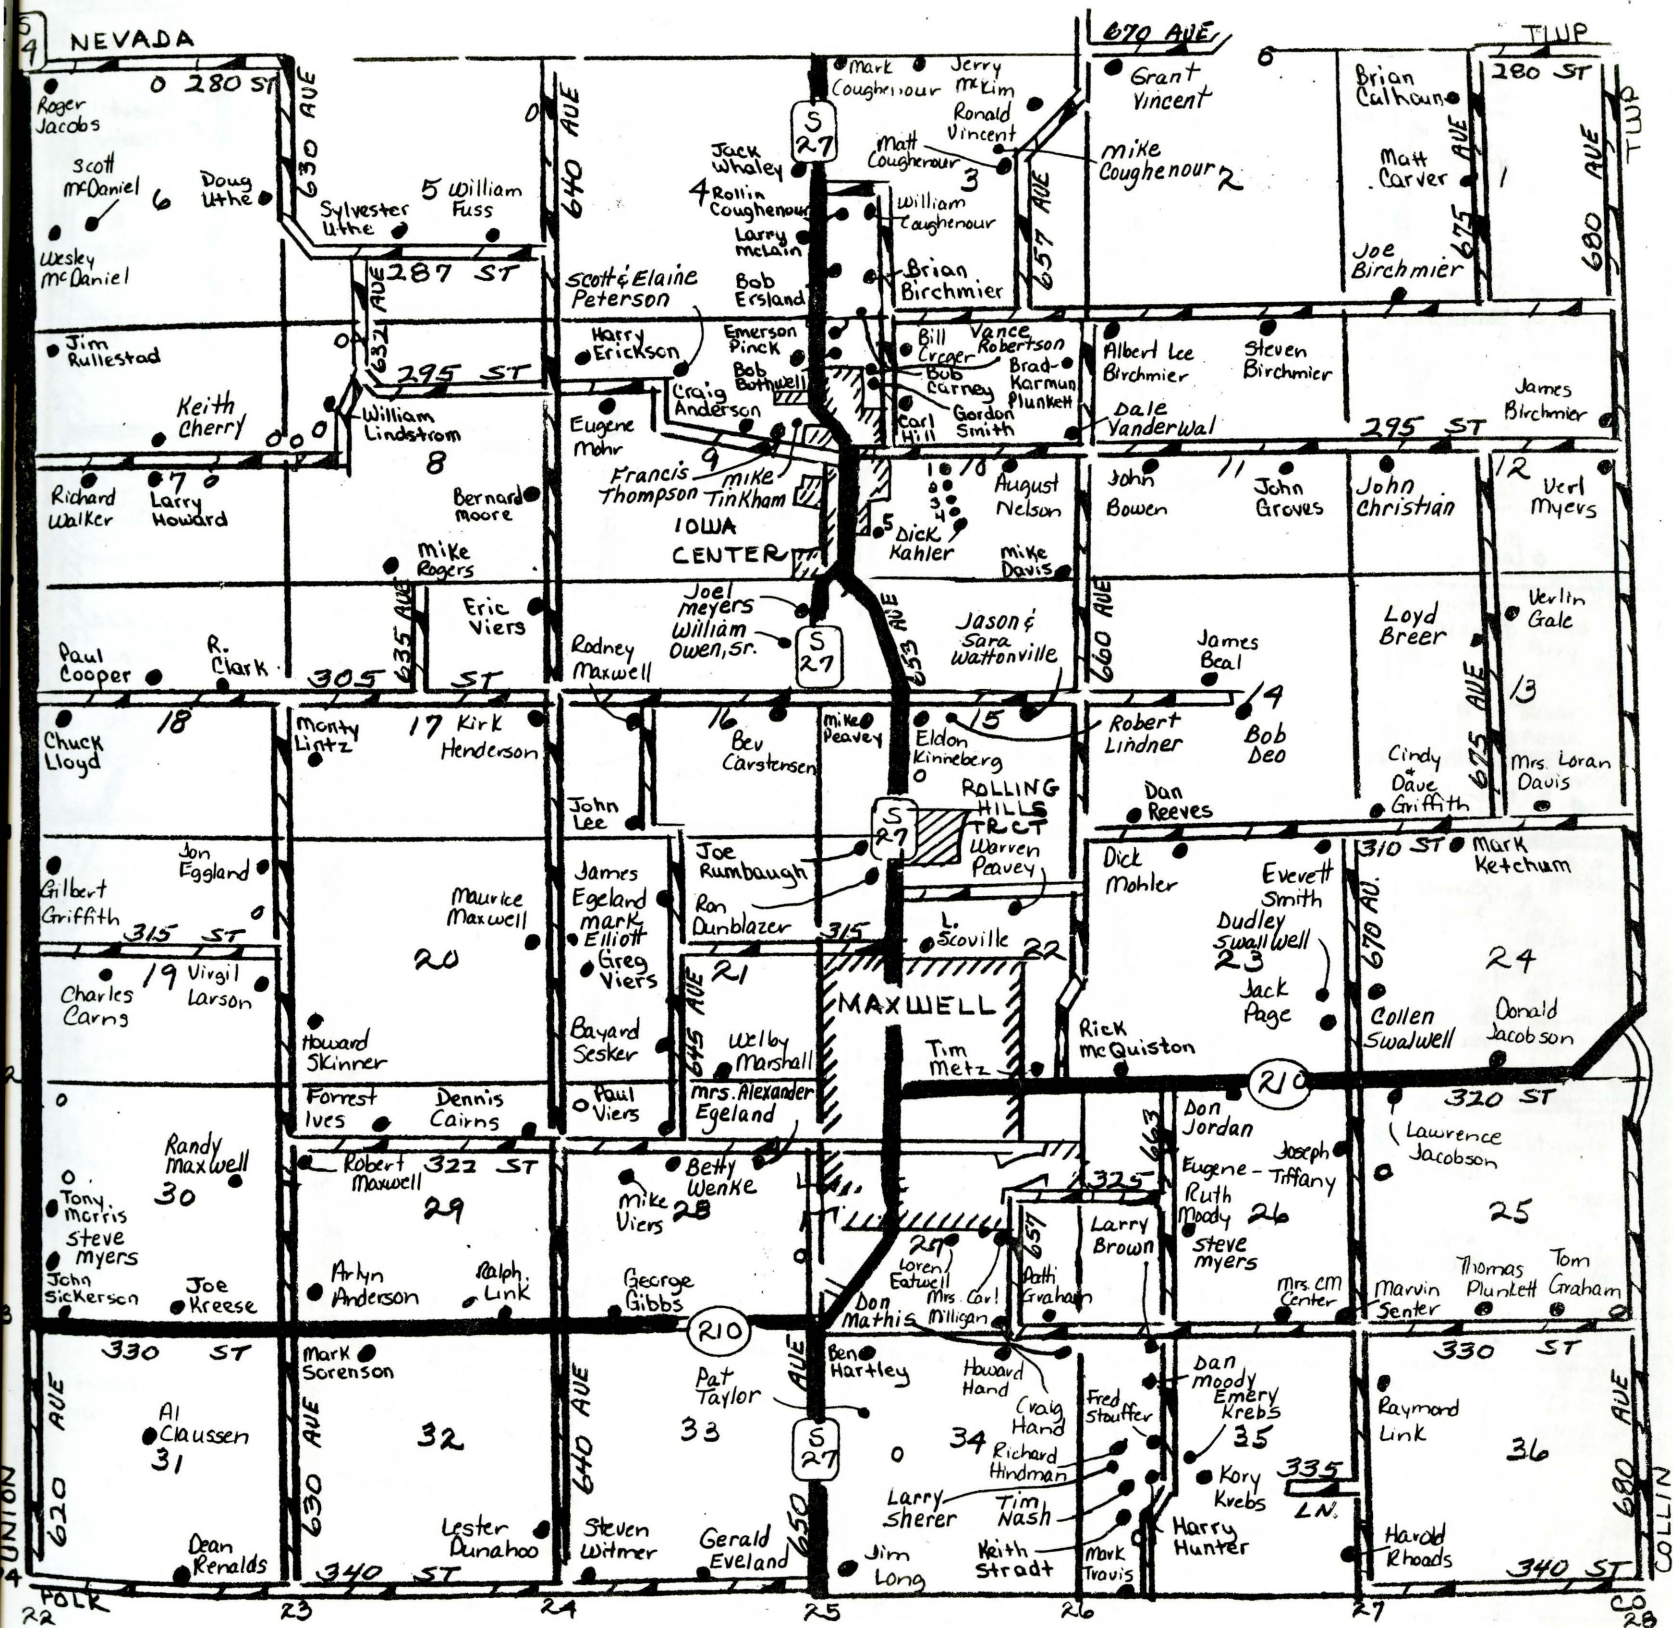 S
4
NEVADA
670 AVE
TWP
0 280 ST
630 AVE
640 AVE
S
27
6
280 ST
TWP
Roger
Jacobs
Mark
Coughenour
Jerry
McKim
Ronald
Vincent
Grant
Vincent
Brian
Calhoun
Scott
McDaniel
6
Doug
Uthe
Sylvester
Uthe
5 William
Fuss
Jack
Whaley
4 Rollin
Coughenour
Larry
McLain
Bob
Ersland
Matt
Coughenour
3
William
Coughenour
Brian
Birchmier
657 AVE
Mike
Coughenour 2
Matt
Carver
675 AVE
1
680 AVE
Joe
Birchmier
Wesley
McDaniel
287 ST
632 AVE
Scott & Elaine
Peterson
Jim
Rullestad
Harry
Erickson
Emerson
Pinck
Bob
Bothwell
Bill
Creger
Vance
Robertson
Bob
Carney
Brad-
Karmun
Plunkett
Albert Lee
Birchmier
Steven
Birchmier
James
Birchmier
295 ST
Keith
Cherry
William
Lindstrom
8
Eugene
Mohr
Craig
Anderson
Carl
Hill
Gordon
Smith
Dale
Vanderwal
295 ST
Richard
Walker
7
Larry
Howard
Bernard
Moore
Francis
Thompson
9
Mike
Tinkham
1
2
3
4
5
10
August
Nelson
John
Bowen
11
John
Groves
John
Christian
12
Verl
Myers
IOWA
CENTER
Dick
Kahler
Mike
Davis
Mike
Rogers
635 AVE
Eric
Viers
Joel
Meyers
William
Owen, Sr.
S
27
653 AVE
Jason &
Sara
Wattonville
660 AVE
James
Beal
Loyd
Breer
Verlin
Gale
Paul
Cooper
R.
Clark
305 ST
Rodney
Maxwell
14
13
675 AVE
Chuck
Lloyd
18
Monty
Lintz
17
Kirk
Henderson
16
Bev
Carstensen
Mike
Peavey
Eldon
Kinneberg
15
Robert
Lindner
Bob
Deo
675 AVE
John
Lee
S
27
ROLLING
HILLS
TRCT
Warren
Peavey
Dan
Reeves
Cindy
&
Dave
Griffith
Mrs. Loran
Davis
310 ST
Mark
Ketchum
Gilbert
Griffith
Jon
Eggland
Maurice
Maxwell
James
Egeland
Mark
Elliott
Greg
Viers
Joe
Rumbaugh
Ron
Dunblazer
L.
Scoville
22
Dick
Mohler
Everett
Smith
Dudley
Swallwell
23
670 AV.
24
315 ST
315
Charles
Carns
19
Virgil
Larson
20
21
645 AVE
MAXWELL
Jack
Page
Collen
Swalwell
Donald
Jacobson
Howard
Skinner
Bayard
Sesker
Welby
Marshall
Tim
Metz
Rick
McQuiston
210
320 ST
Forrest
Ives
Dennis
Cairns
Paul
Viers
Mrs. Alexander
Egeland
663
Don
Jordan
Joseph
Tiffany
Lawrence
Jacobson
Randy
Maxwell
30
Robert
Maxwell
322 ST
29
Mike
Viers
28
Betty
Wenke
325
Eugene-
Ruth
Moody
26
Steve
Myers
25
Tony
Morris
Steve
Myers
John
Sickerson
Joe
Kreese
Arlyn
Anderson
Ralph
Link
George
Gibbs
27
Loren
Eatwell
Mrs. Carl
Milligan
657
Patti
Graham
Larry
Brown
Mrs. CM
Center
Marvin
Senter
Thomas
Plunkett
Tom
Graham
Don
Mathis
210
330 ST
Mark
Sorenson
Ben
Hartley
Howard
Hand
Craig
Hand
330 ST
620 AVE
Al
Claussen
31
630 AVE
32
640 AVE
33
Pat
Taylor
650 AVE
S
27
34
Fred
Stouffer
Richard
Hindman
Larry
Sherer
Tim
Nash
Keith
Stradt
Mark
Travis
Dan
Moody
Emery
Krebs
35
Kory
Krebs
335
LN.
Harry
Hunter
Raymond
Link
36
680 AVE
COLLIN
Dean
Renalds
Lester
Dunahoo
Steven
Witmer
Gerald
Eveland
Jim
Long
Harold
Rhoads
340 ST
340 ST
UNION
POLK
CO
22
23
24
25
26
27
28